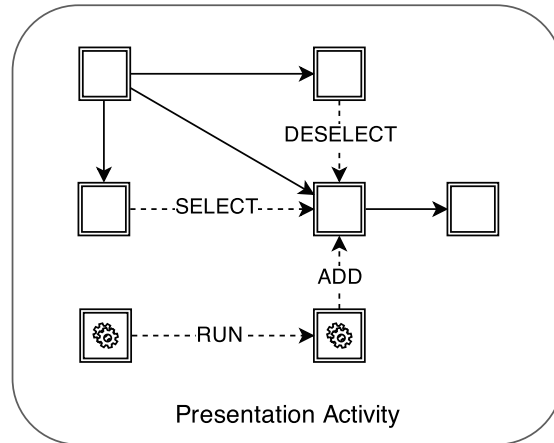 DESELECT
SELECT
ADD
RUN
Presentation Activity